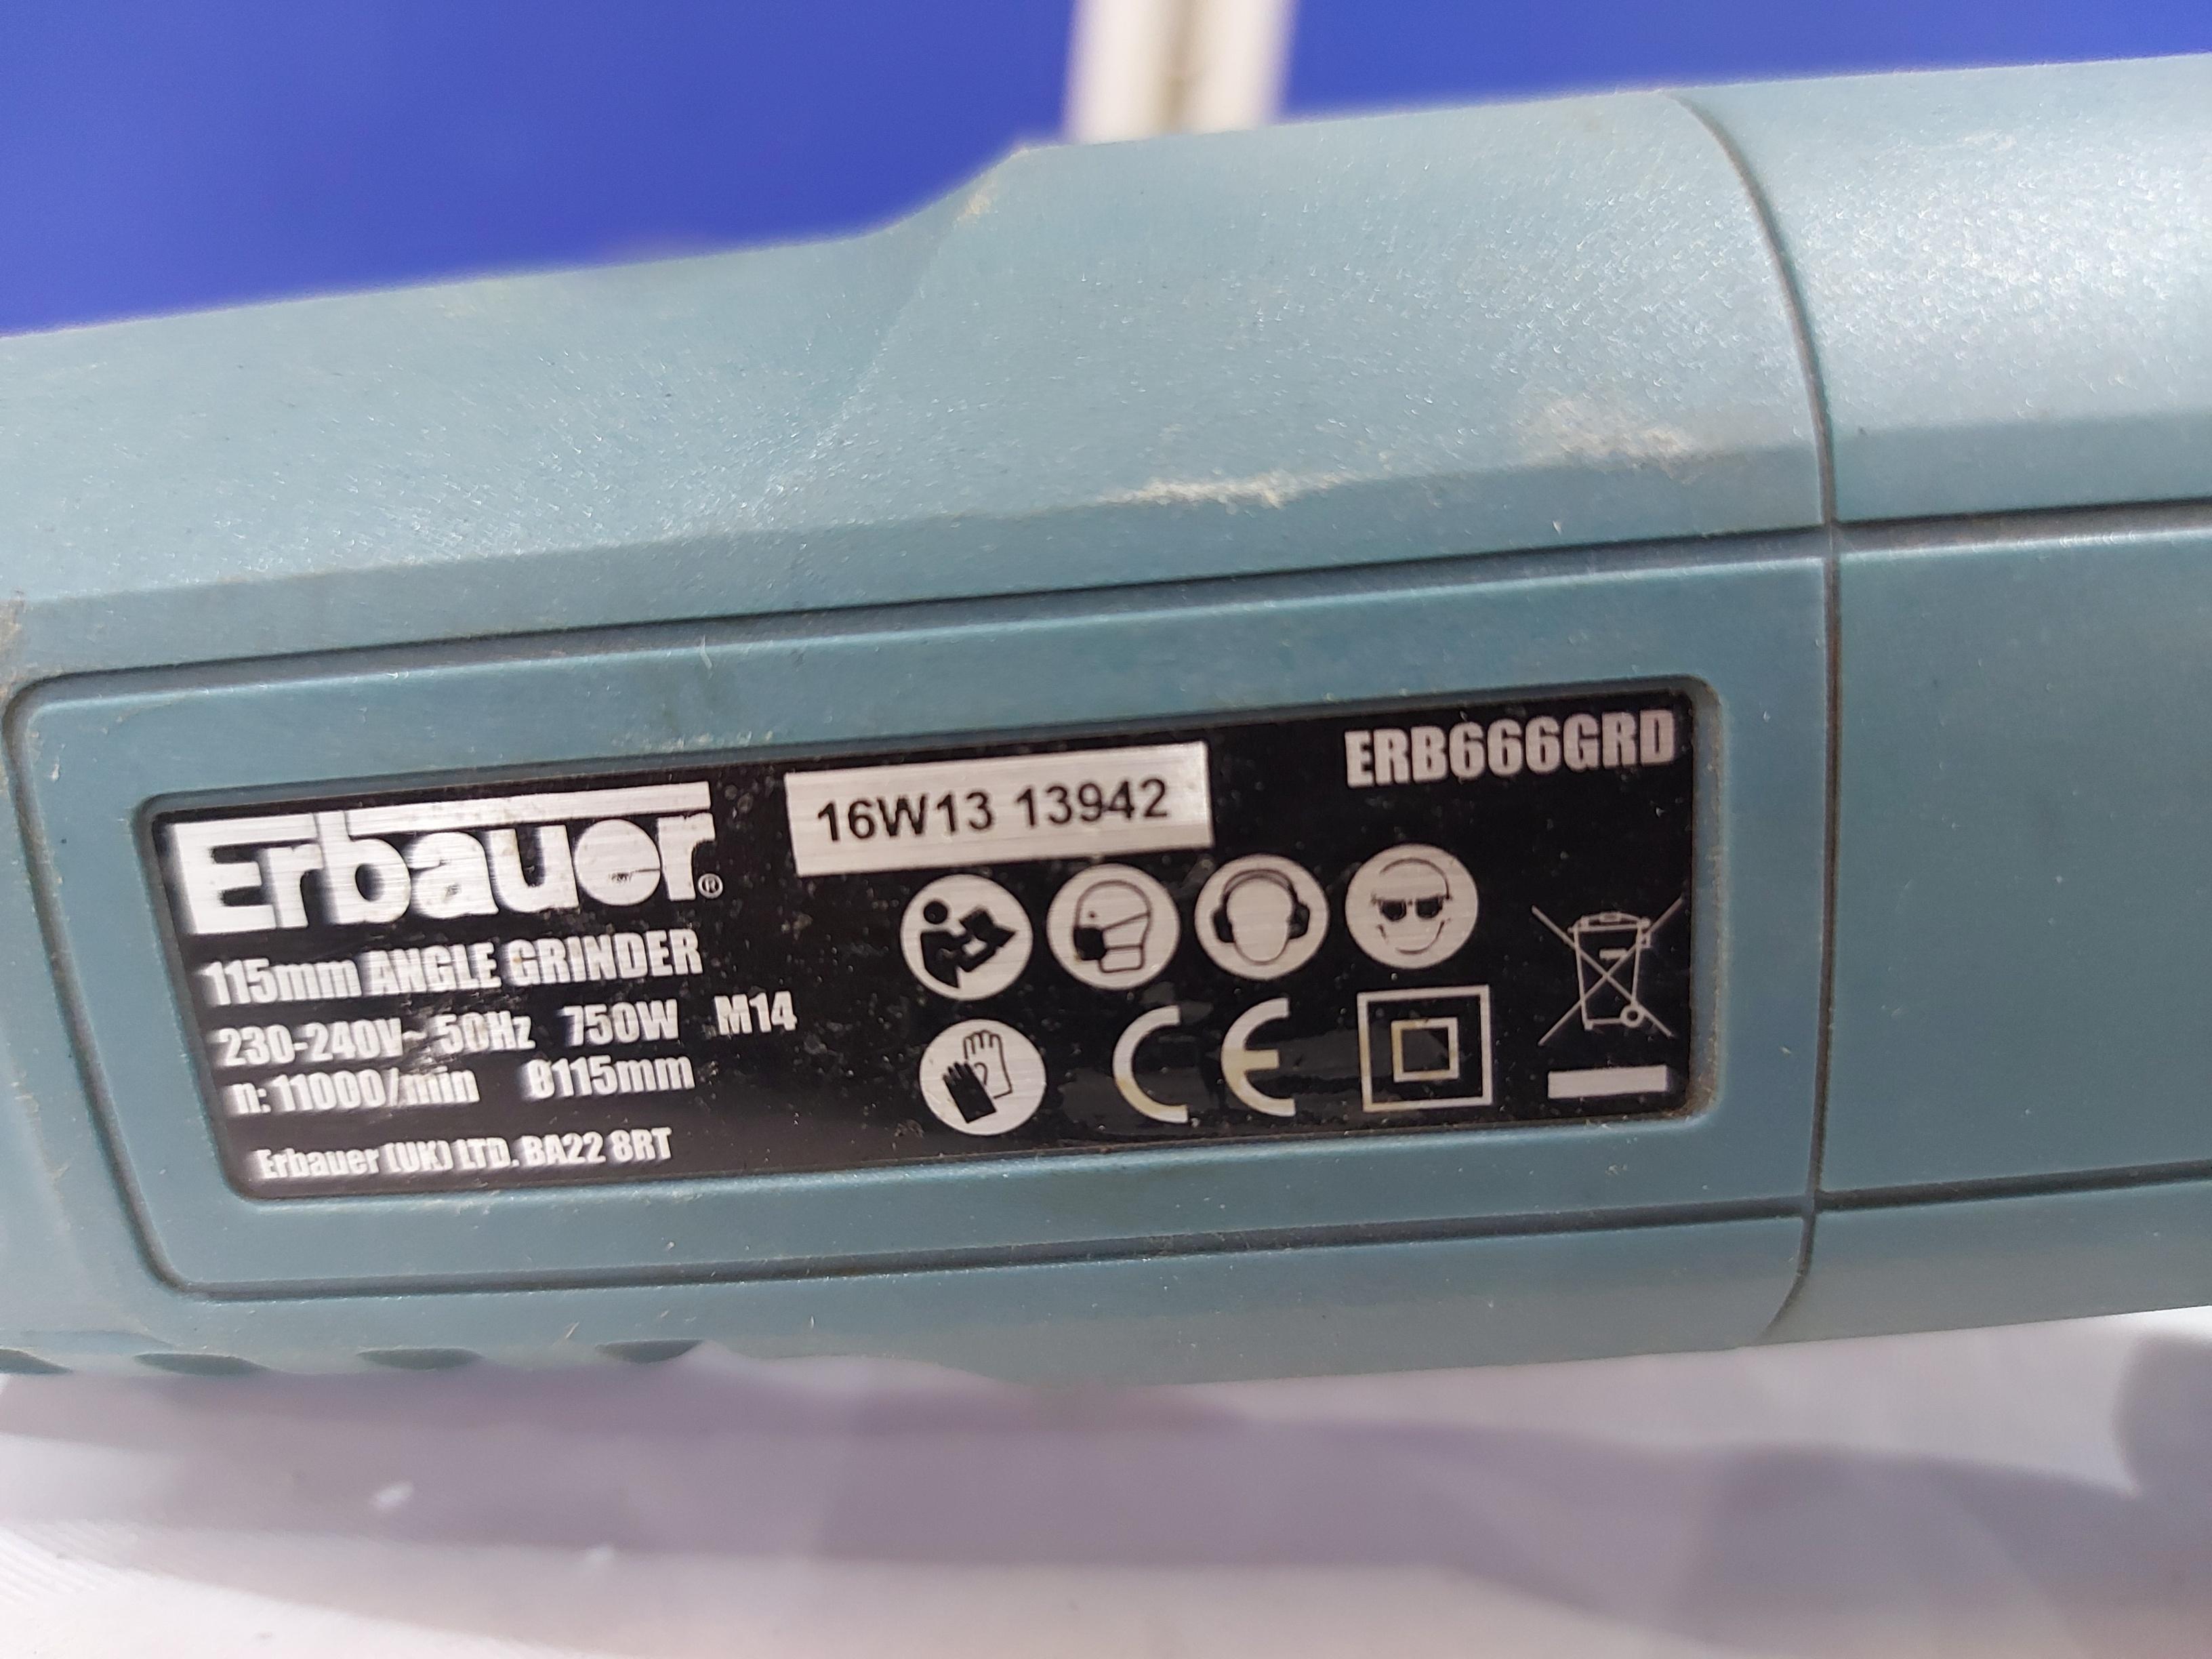 Erbauer®
16W13 13942
ERB666GRD
115mm ANGLE GRINDER
230-240V~ 50Hz 750W M14
n: 11000/min Ø115mm
Erbauer (UK) LTD. BA22 8RT
CE